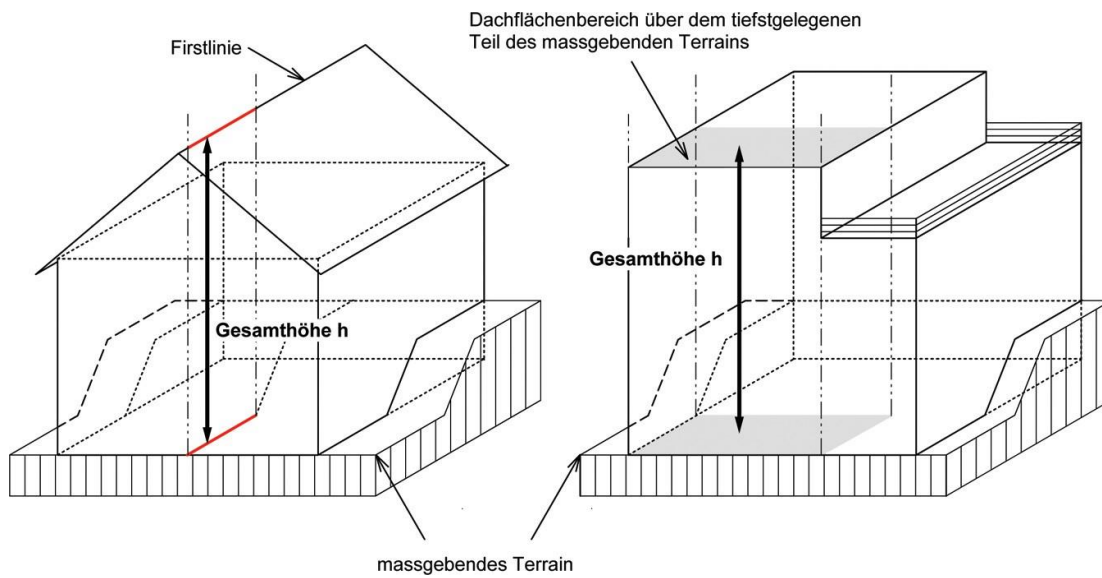 Firstlinie
Dachflächenbereich über dem tiefstgelegenen
Teil des massgebenden Terrains
Gesamthöhe h
Gesamthöhe h
massgebendes Terrain